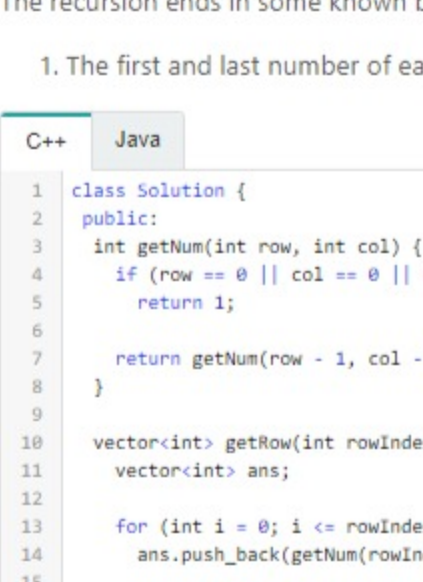 The recursion ends in some known b
1. The first and last number of ea
C++ Java
1 class Solution {
2 public:
3 int getNum(int row, int col) {
4 if (row == 0 || col == 0 ||
5 return 1;
6
7 return getNum(row - 1, col -
8 }
9
10 vector<int> getRow(int rowInde
11 vector<int> ans;
12
13 for (int i = 0; i <= rowInde
14 ans.push_back(getNum(rowIn
15